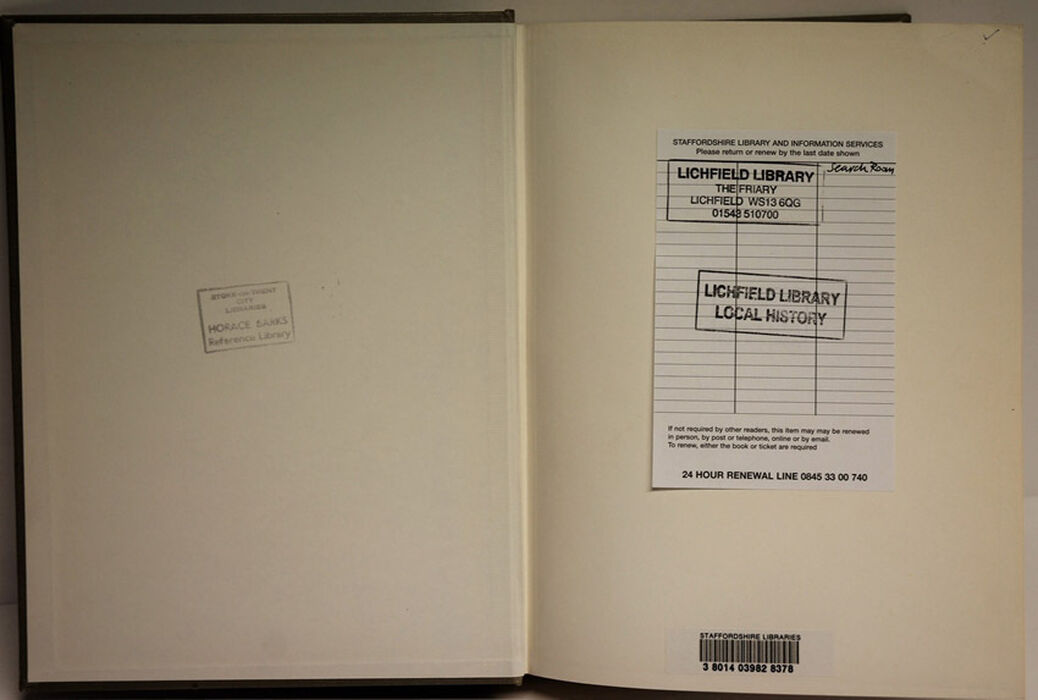 STOKE-ON-TRENT
CITY
LIBRARIES
HORACE BARKS
Reference Library
STAFFORDSHIRE LIBRARY AND INFORMATION SERVICES
Please return or renew by the last date shown
LICHFIELD LIBRARY
THE FRIARY
LICHFIELD WS13 6QG
01543 510700
Search Room
LICHFIELD LIBRARY
LOCAL HISTORY
If not required by other readers, this item may may be renewed
in person, by post or telephone, online or by email.
To renew, either the book or ticket are required
24 HOUR RENEWAL LINE 0845 33 00 740
STAFFORDSHIRE LIBRARIES
3 8014 03982 8378